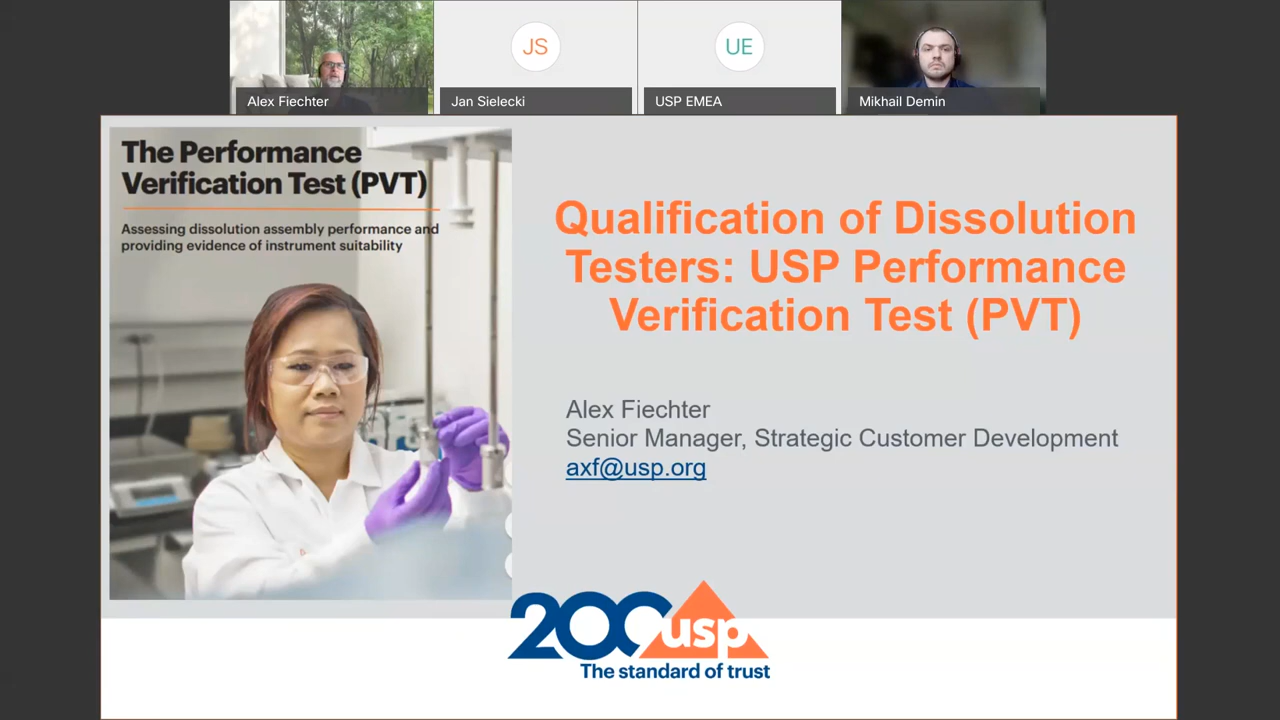 JS
UE
Alex Fiechter
Jan Sielecki
USP EMEA
Mikhail Demin
The Performance
Verification Test (PVT)
Assessing dissolution assembly performance and
providing evidence of instrument suitability
Qualification of Dissolution
Testers: USP Performance
Verification Test (PVT)
Alex Fiechter
Senior Manager, Strategic Customer Development
axf@usp.org
200 usp
The standard of trust